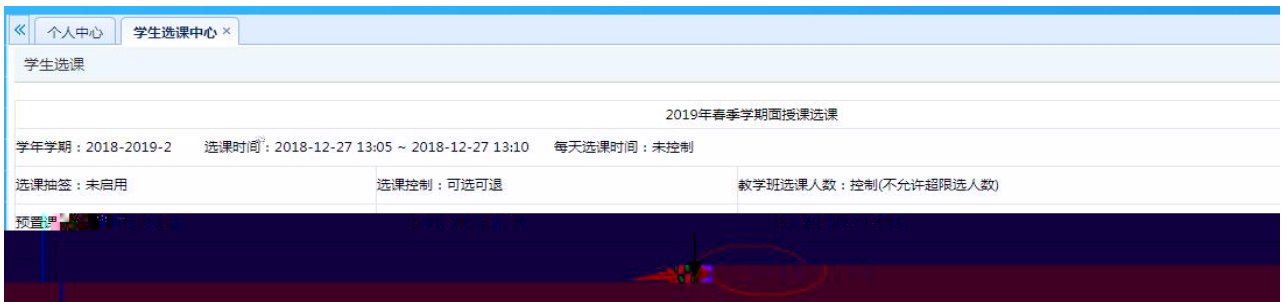 个人中心 学生选课中心
学生选课
2019年春季学期面授课选课
学年学期：2018-2019-2 选课时间：2018-12-27 13:05 ~ 2018-12-27 13:10 每天选课时间：未控制
选课抽签：未启用 选课控制：可选可退 教学班选课人数：控制(不允许超限选人数)
预置课